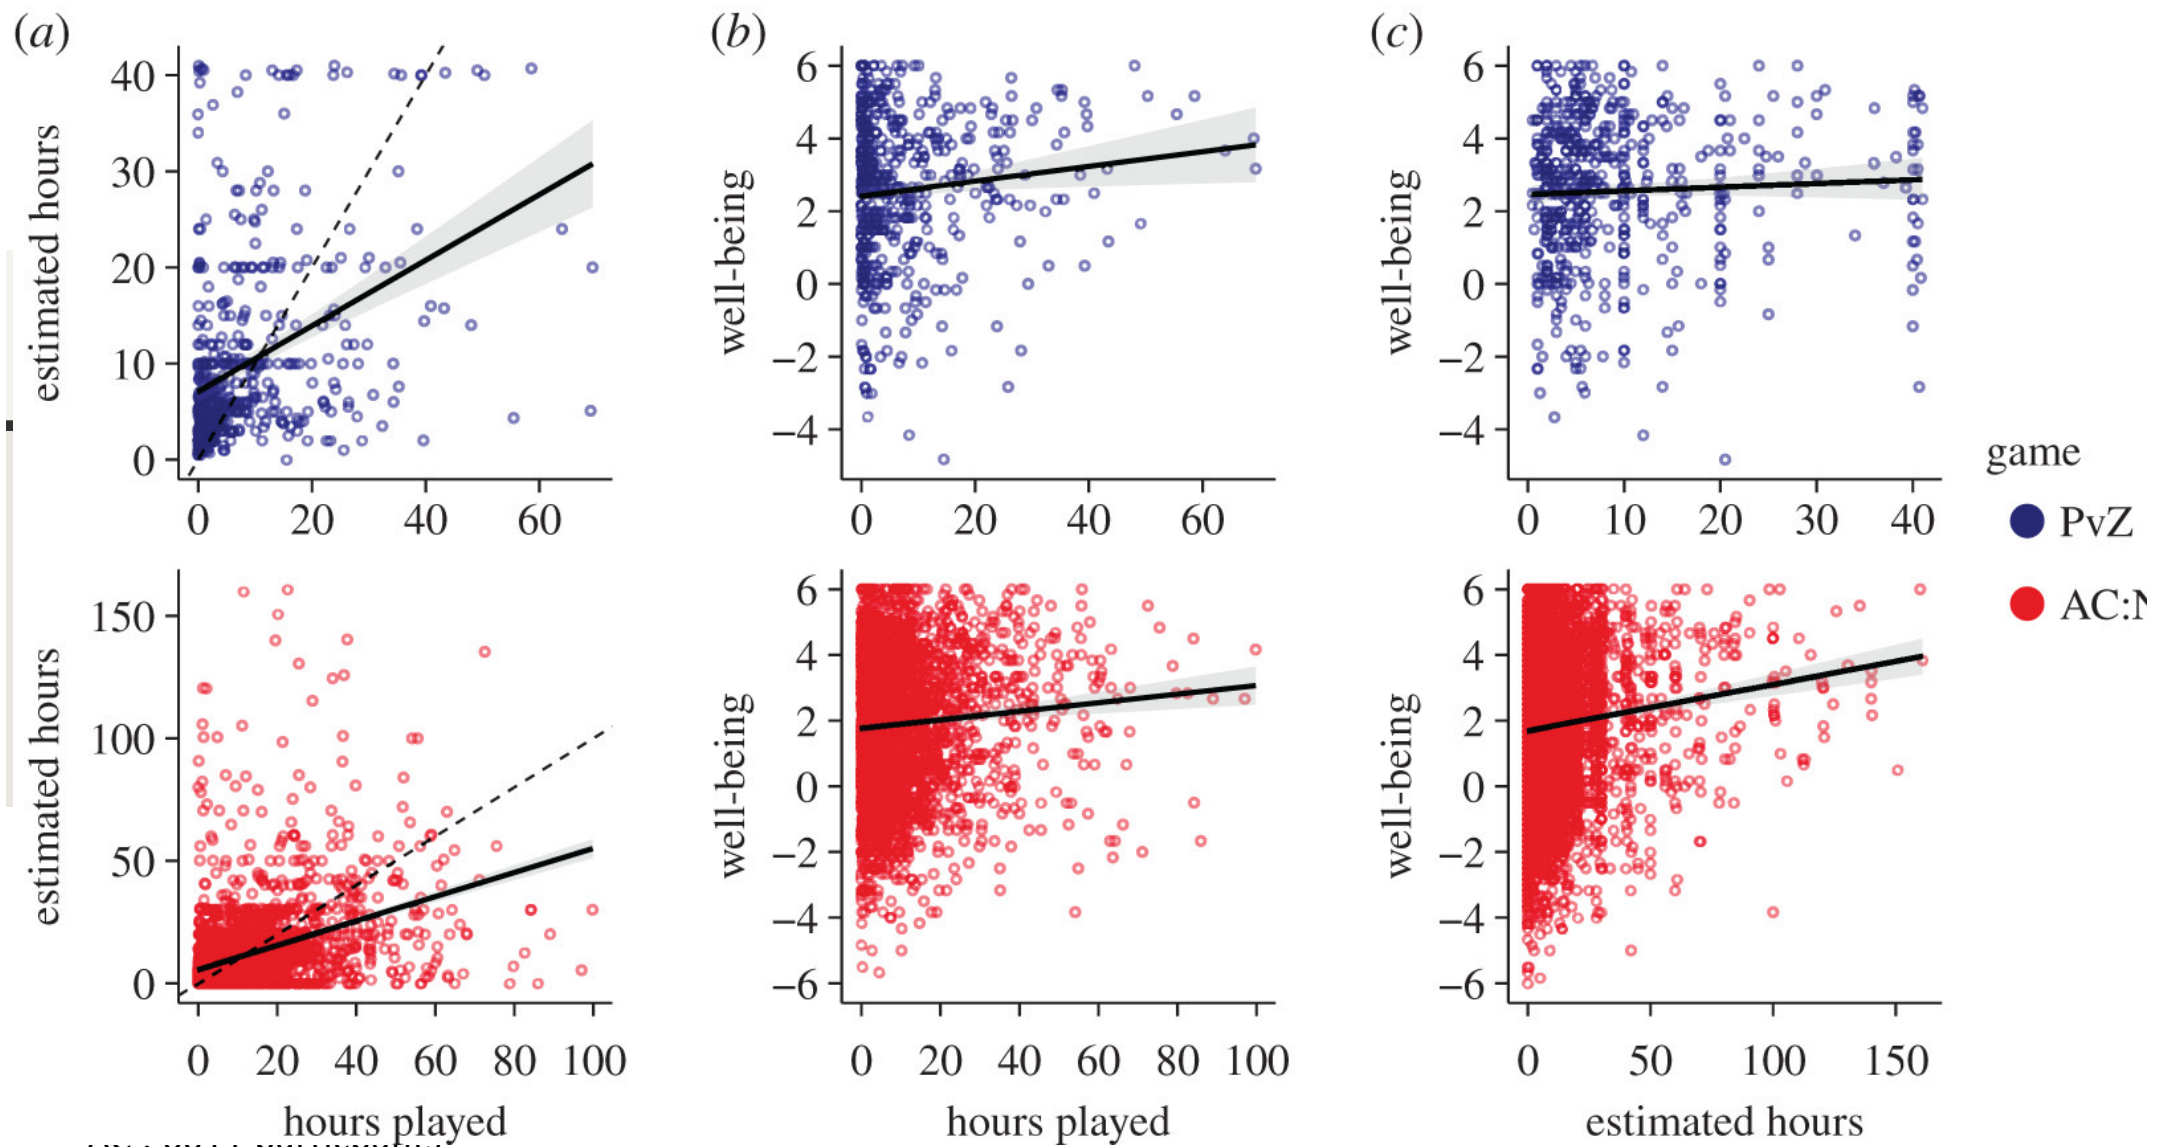 (a)
(b)
(c)
estimated hours
40
30
20
10
0
0 20 40 60
well-being
6
4
2
0
−2
−4
0 20 40 60
well-being
6
4
2
0
−2
−4
0 10 20 30 40
game
PvZ
AC:N
estimated hours
150
100
50
0
0 20 40 60 80 100
hours played
well-being
6
4
2
0
−2
−4
−6
0 20 40 60 80 100
hours played
well-being
6
4
2
0
−2
−4
−6
0 50 100 150
estimated hours